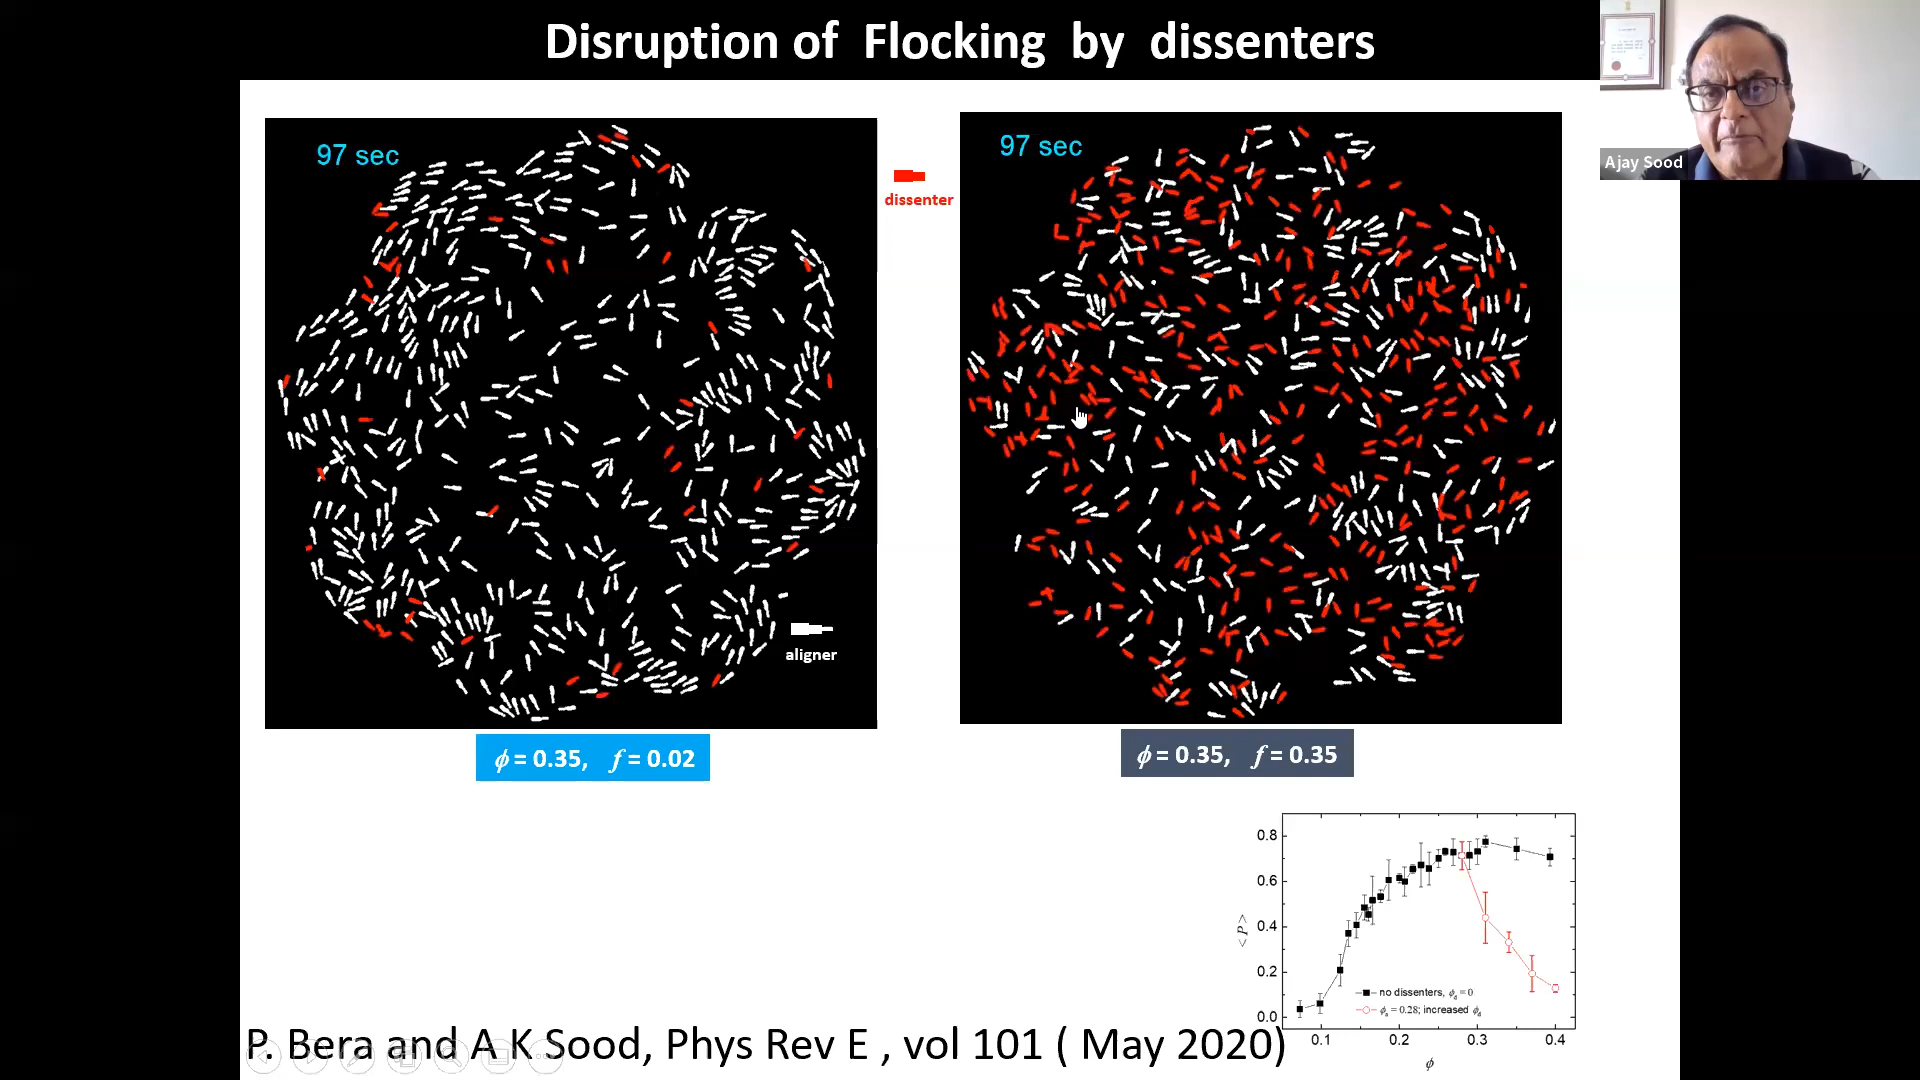 Disruption of Flocking by dissenters
Ajay Sood
97 sec
97 sec
dissenter
aligner
ϕ = 0.35, f = 0.02
ϕ = 0.35, f = 0.35
0.8
0.6
0.4
0.2
0.0
<P>
no dissenters, ϕd = 0
ϕa = 0.28; increased ϕd
0.1 0.2 0.3 0.4
ϕ
P. Bera and A K Sood, Phys Rev E , vol 101 ( May 2020)